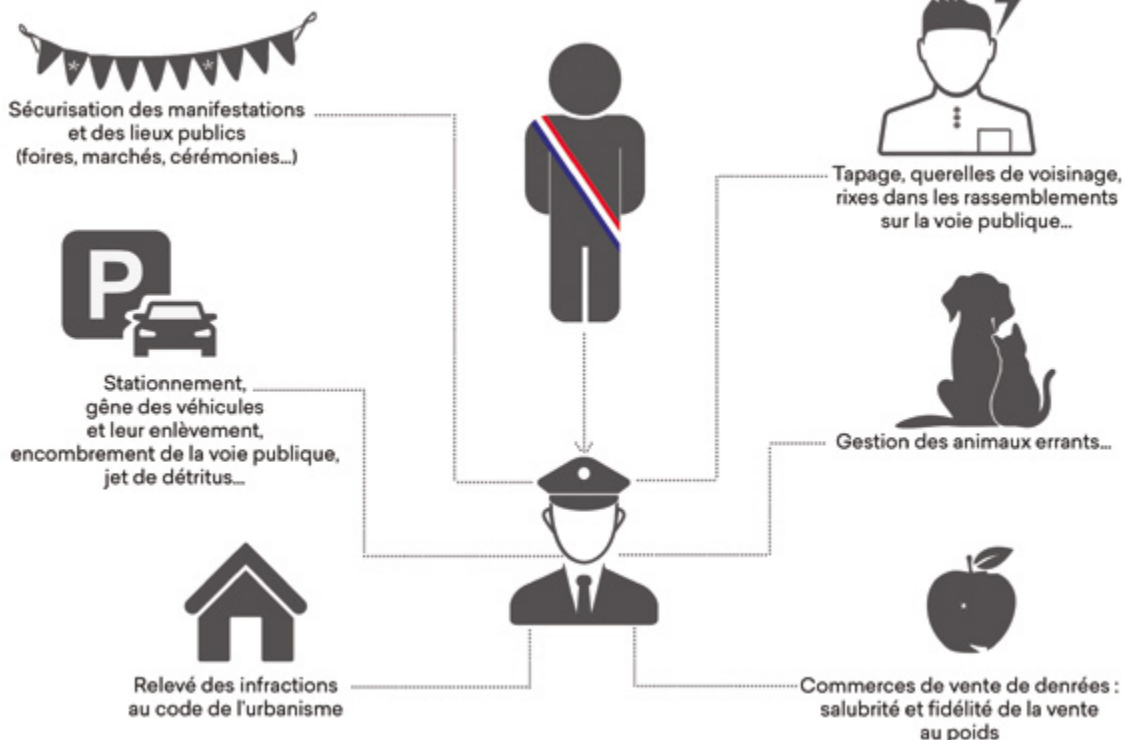 Sécurisation des manifestations
et des lieux publics
(foires, marchés, cérémonies...)
Tapage, querelles de voisinage,
rixes dans les rassemblements
sur la voie publique...
P
Stationnement,
gêne des véhicules
et leur enlèvement,
encombrement de la voie publique,
jet de détritus...
Gestion des animaux errants...
Relevé des infractions
au code de l'urbanisme
Commerces de vente de denrées :
salubrité et fidélité de la vente
au poids